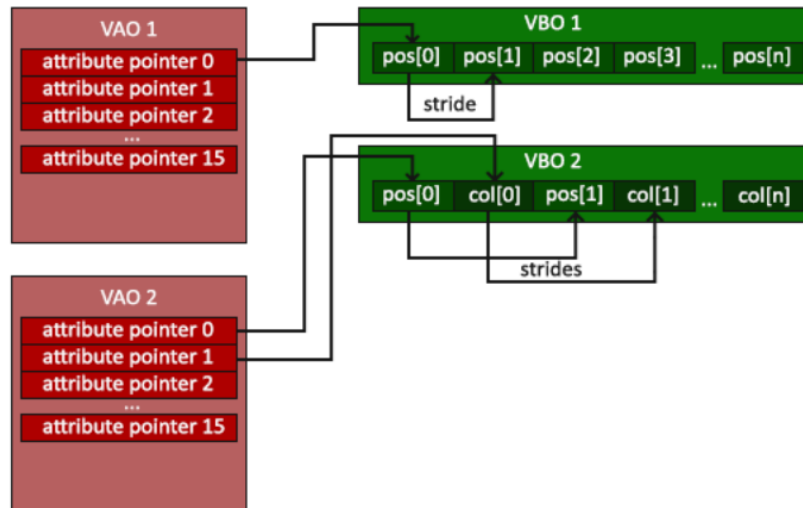 VAO 1
attribute pointer 0
attribute pointer 1
attribute pointer 2
...
attribute pointer 15
VBO 1
pos[0] pos[1] pos[2] pos[3] ... pos[n]
stride
VBO 2
pos[0] col[0] pos[1] col[1] ... col[n]
strides
VAO 2
attribute pointer 0
attribute pointer 1
attribute pointer 2
...
attribute pointer 15